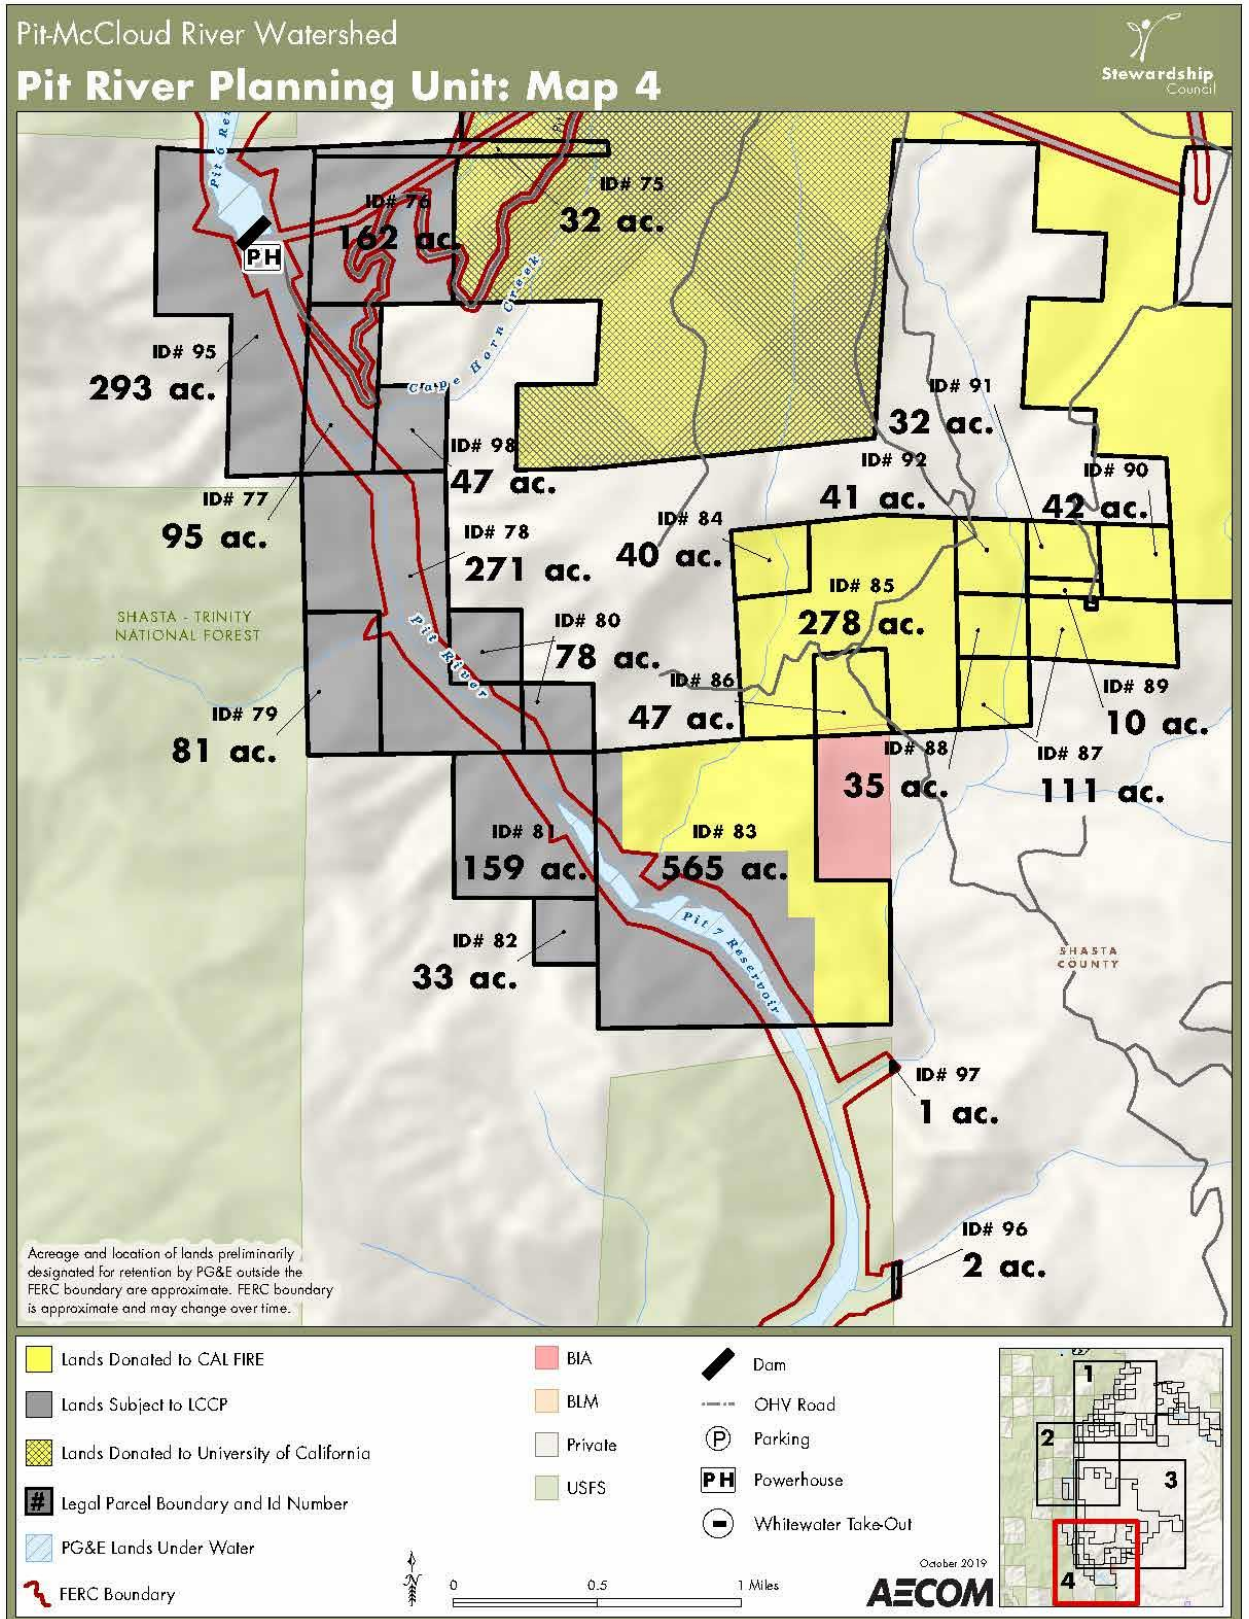 Pit-McCloud River Watershed
Pit River Planning Unit: Map 4
Stewardship
Council
Pit 6
ID# 76
162 ac.
ID# 75
32 ac.
PH
Cape Horn Creek
ID# 95
293 ac.
ID# 91
32 ac.
ID# 98
47 ac.
ID# 92
41 ac.
ID# 90
42 ac.
ID# 77
95 ac.
ID# 78
271 ac.
ID# 84
40 ac.
ID# 85
278 ac.
SHASTA - TRINITY
NATIONAL FOREST
Pit River
ID# 80
78 ac.
ID# 86
47 ac.
ID# 89
10 ac.
ID# 79
81 ac.
ID# 88
35 ac.
ID# 87
111 ac.
ID# 81
159 ac.
ID# 83
565 ac.
Pit 7 Reservoir
ID# 82
33 ac.
SHASTA
COUNTY
ID# 97
1 ac.
ID# 96
2 ac.
Acreage and location of lands preliminarily
designated for retention by PG&E outside the
FERC boundary are approximate. FERC boundary
is approximate and may change over time.
Lands Donated to CAL FIRE
Lands Subject to LCCP
Lands Donated to University of California
# Legal Parcel Boundary and Id Number
PG&E Lands Under Water
FERC Boundary
BIA
BLM
Private
USFS
Dam
OHV Road
P Parking
PH Powerhouse
Whitewater Take-Out
N
0 0.5 1 Miles
October 2019
AECOM
1
2
3
4